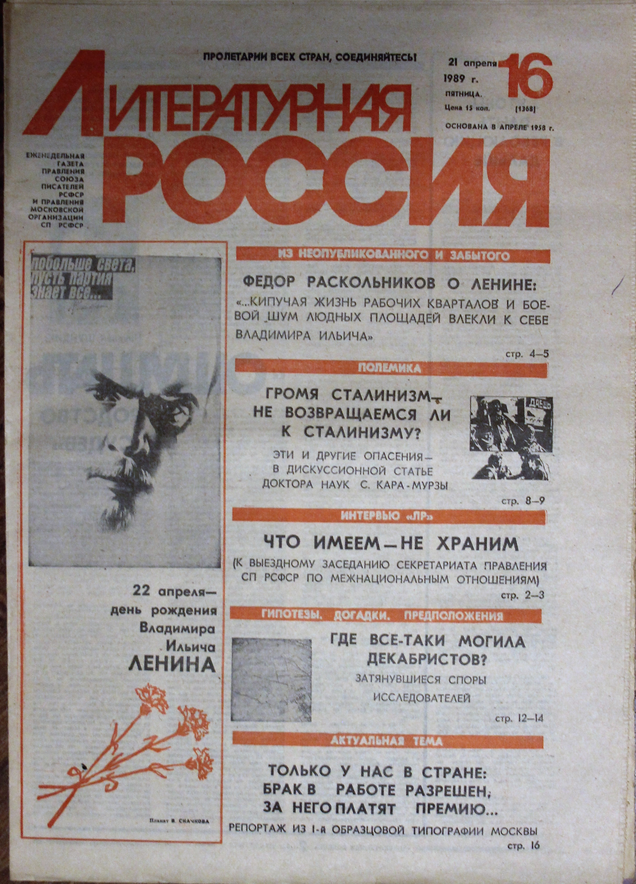 ПРОЛЕТАРИИ ВСЕХ СТРАН, СОЕДИНЯЙТЕСЬ!
21 апреля
1989 г.
ПЯТНИЦА.
Цена 15 коп.
16
[1368]
ОСНОВАНА В АПРЕЛЕ 1958 г.
ЛИТЕРАТУРНАЯ
РОССИЯ
ЕЖЕНЕДЕЛЬНАЯ
ГАЗЕТА
ПРАВЛЕНИЯ
СОЮЗА
ПИСАТЕЛЕЙ
РСФСР
И ПРАВЛЕНИЯ
МОСКОВСКОЙ
ОРГАНИЗАЦИИ
СП РСФСР
побольше света,
пусть партия
знает все...
22 апреля—
день рождения
Владимира
Ильича
ЛЕНИНА
Плакат В. СКАЧКОВА
ИЗ НЕОПУБЛИКОВАННОГО И ЗАБЫТОГО
ФЕДОР РАСКОЛЬНИКОВ О ЛЕНИНЕ:
«...КИПУЧАЯ ЖИЗНЬ РАБОЧИХ КВАРТАЛОВ И БОЕ-
ВОЙ ШУМ ЛЮДНЫХ ПЛОЩАДЕЙ ВЛЕКЛИ К СЕБЕ
ВЛАДИМИРА ИЛЬИЧА»
стр. 4—5
ПОЛЕМИКА
ГРОМЯ СТАЛИНИЗМ—
НЕ ВОЗВРАЩАЕМСЯ ЛИ
К СТАЛИНИЗМУ?
ЭТИ И ДРУГИЕ ОПАСЕНИЯ—
В ДИСКУССИОННОЙ СТАТЬЕ
ДОКТОРА НАУК С. КАРА-МУРЗЫ
стр. 8—9
ИНТЕРВЬЮ «ЛР»
ЧТО ИМЕЕМ—НЕ ХРАНИМ
(К ВЫЕЗДНОМУ ЗАСЕДАНИЮ СЕКРЕТАРИАТА ПРАВЛЕНИЯ
СП РСФСР ПО МЕЖНАЦИОНАЛЬНЫМ ОТНОШЕНИЯМ)
стр. 2—3
ГИПОТЕЗЫ, ДОГАДКИ, ПРЕДПОЛОЖЕНИЯ
ГДЕ ВСЕ-ТАКИ МОГИЛА
ДЕКАБРИСТОВ?
ЗАТЯНУВШИЕСЯ СПОРЫ
ИССЛЕДОВАТЕЛЕЙ
стр. 12—14
АКТУАЛЬНАЯ ТЕМА
ТОЛЬКО У НАС В СТРАНЕ:
БРАК В РАБОТЕ РАЗРЕШЕН,
ЗА НЕГО ПЛАТЯТ ПРЕМИЮ...
РЕПОРТАЖ ИЗ 1-й ОБРАЗЦОВОЙ ТИПОГРАФИИ МОСКВЫ
стр. 16